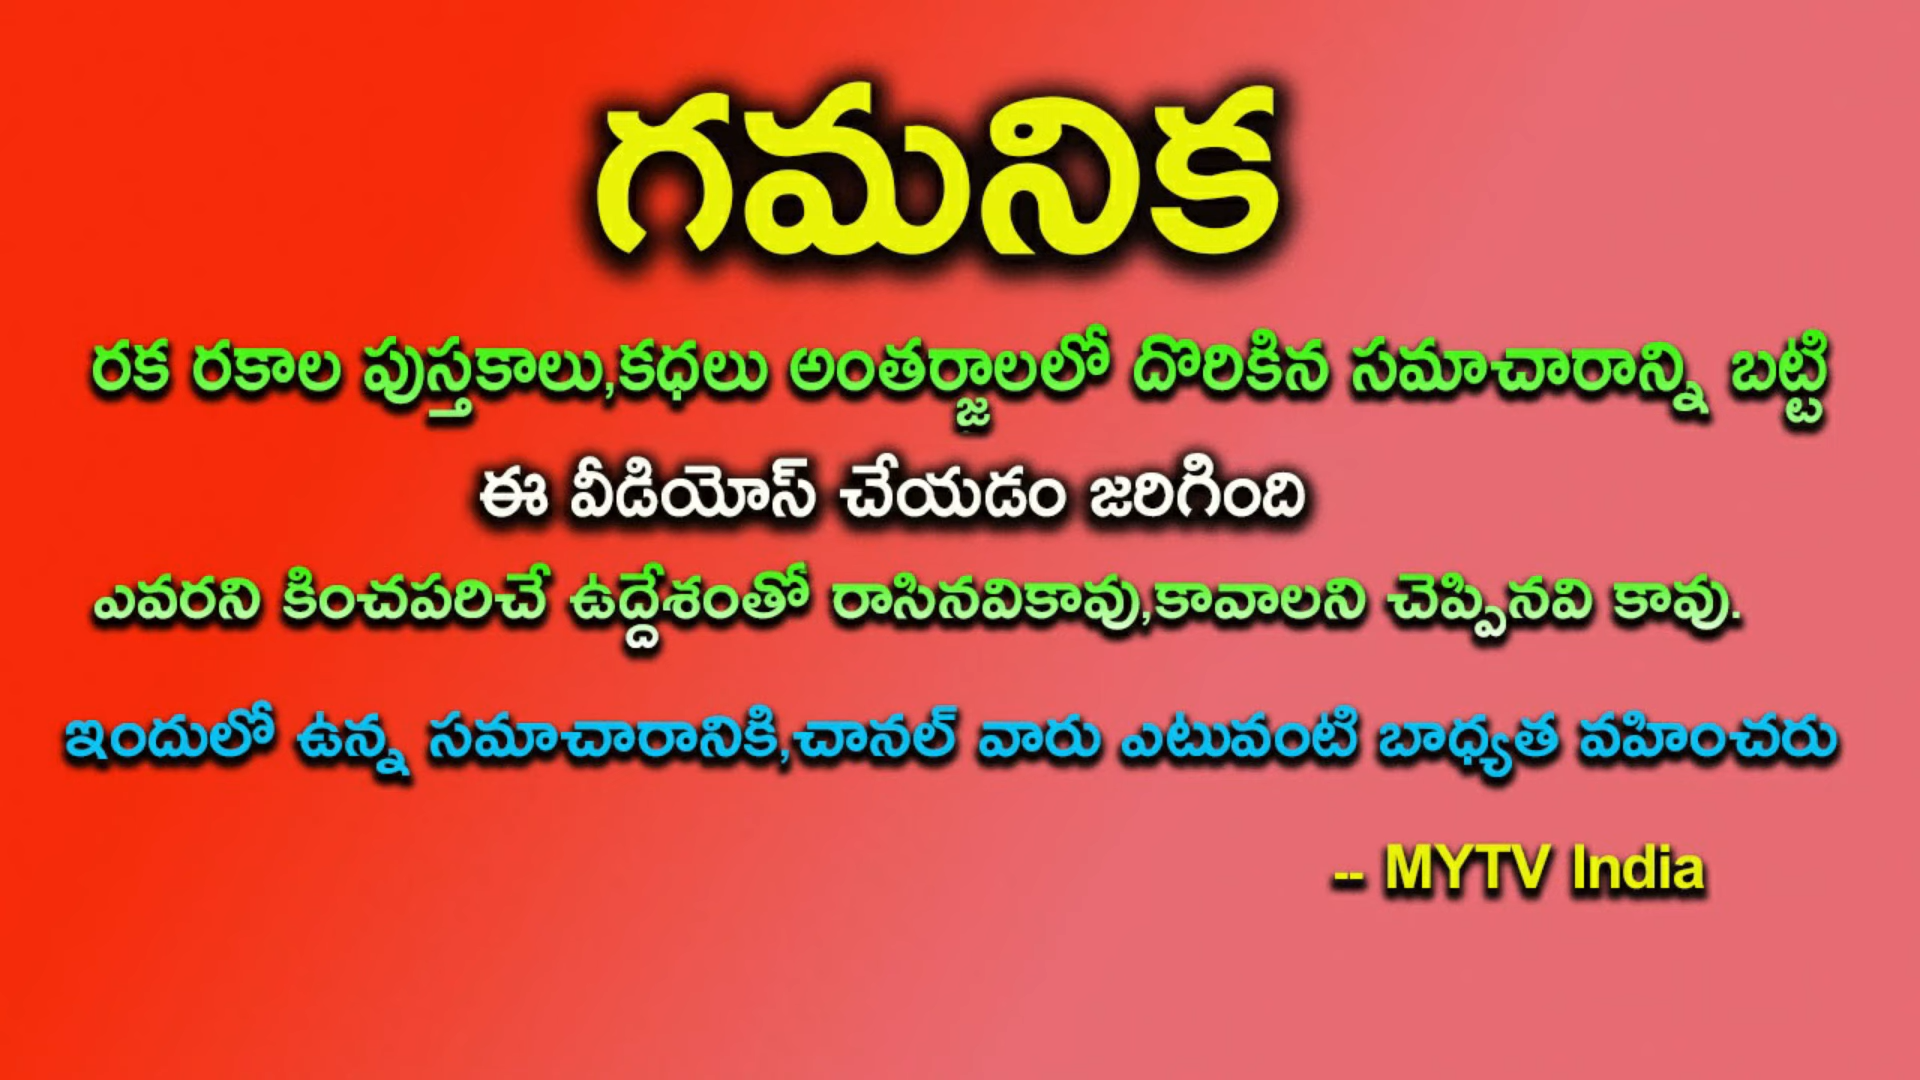 గమనిక
రక రకాల పుస్తకాలు,కధలు అంతర్జాలలో దొరికిన సమాచారాన్ని బట్టి
ఈ వీడియోస్ చేయడం జరిగింది
ఎవరని కించపరిచే ఉద్దేశంతో రాసినవికావు,కావాలని చెప్పినవి కావు.
ఇందులో ఉన్న సమాచారానికి,చానల్ వారు ఎటువంటి బాధ్యత వహించరు
-- MYTV India